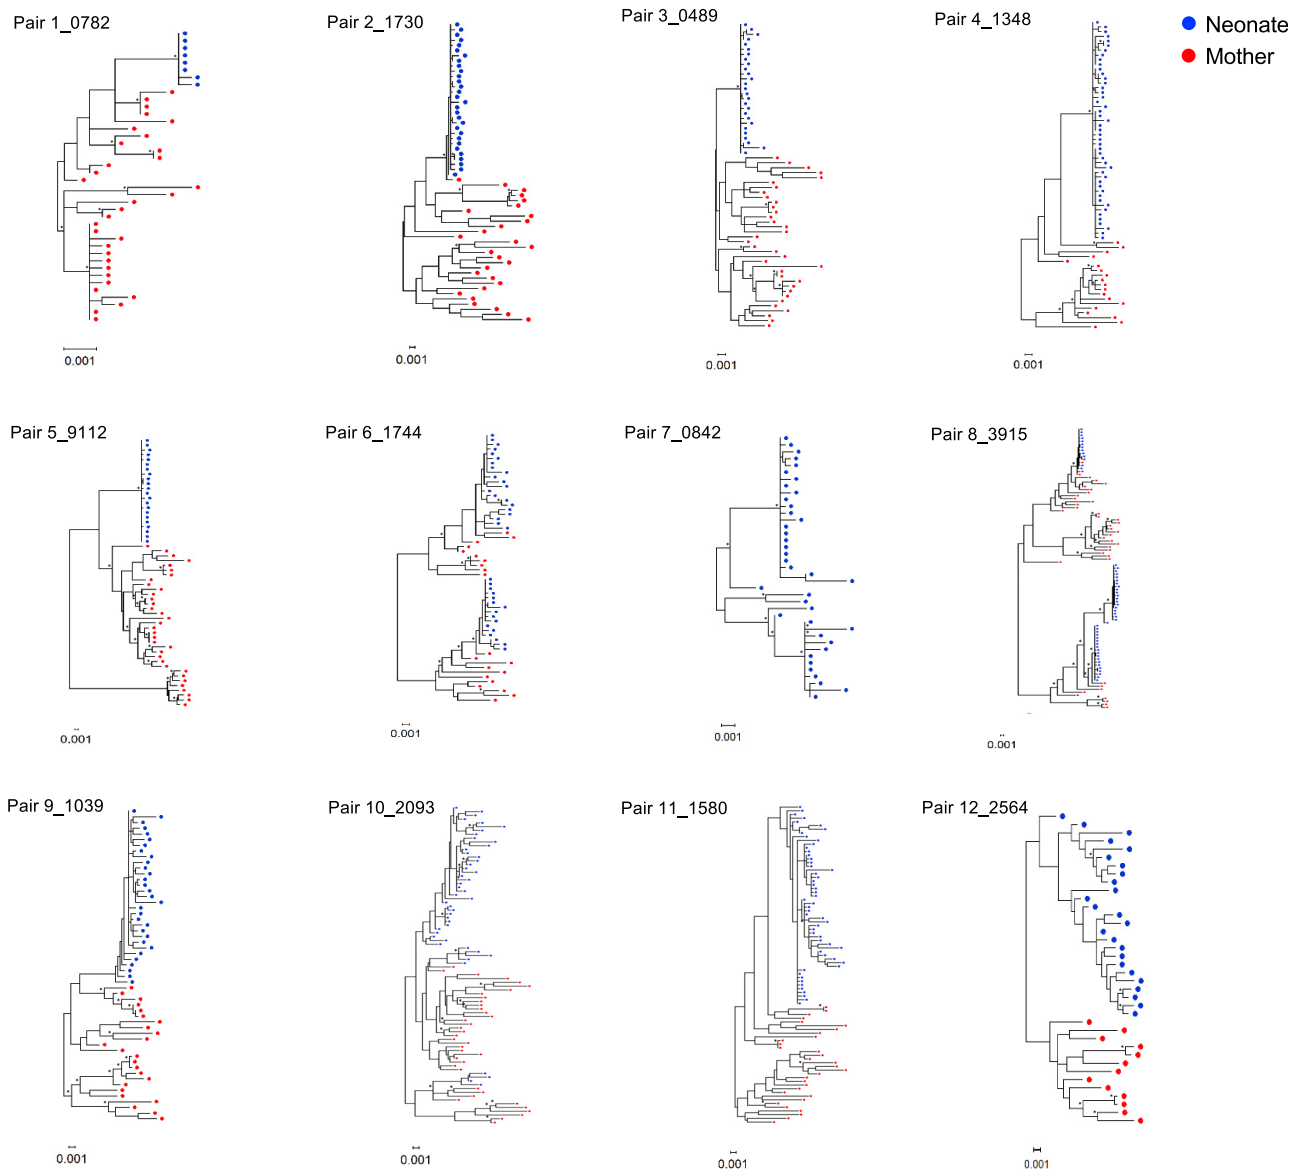 Pair 1_0782
Pair 2_1730
Pair 3_0489
Pair 4_1348
Neonate
Mother
0.001
0.001
0.001
0.001
Pair 5_9112
Pair 6_1744
Pair 7_0842
Pair 8_3915
0.001
0.001
0.001
0.001
Pair 9_1039
Pair 10_2093
Pair 11_1580
Pair 12_2564
0.001
0.001
0.001
0.001